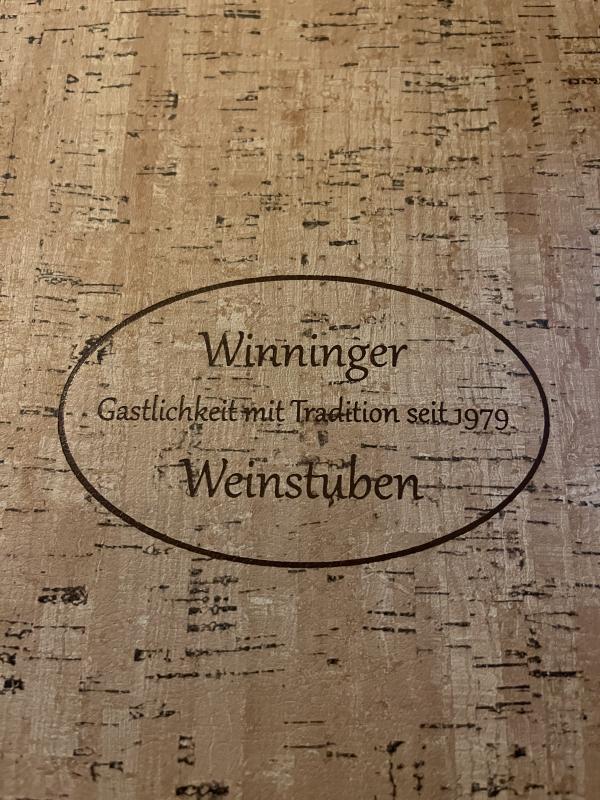 Winninger
Gastlichkeit mit Tradition seit 1979
Weinstuben